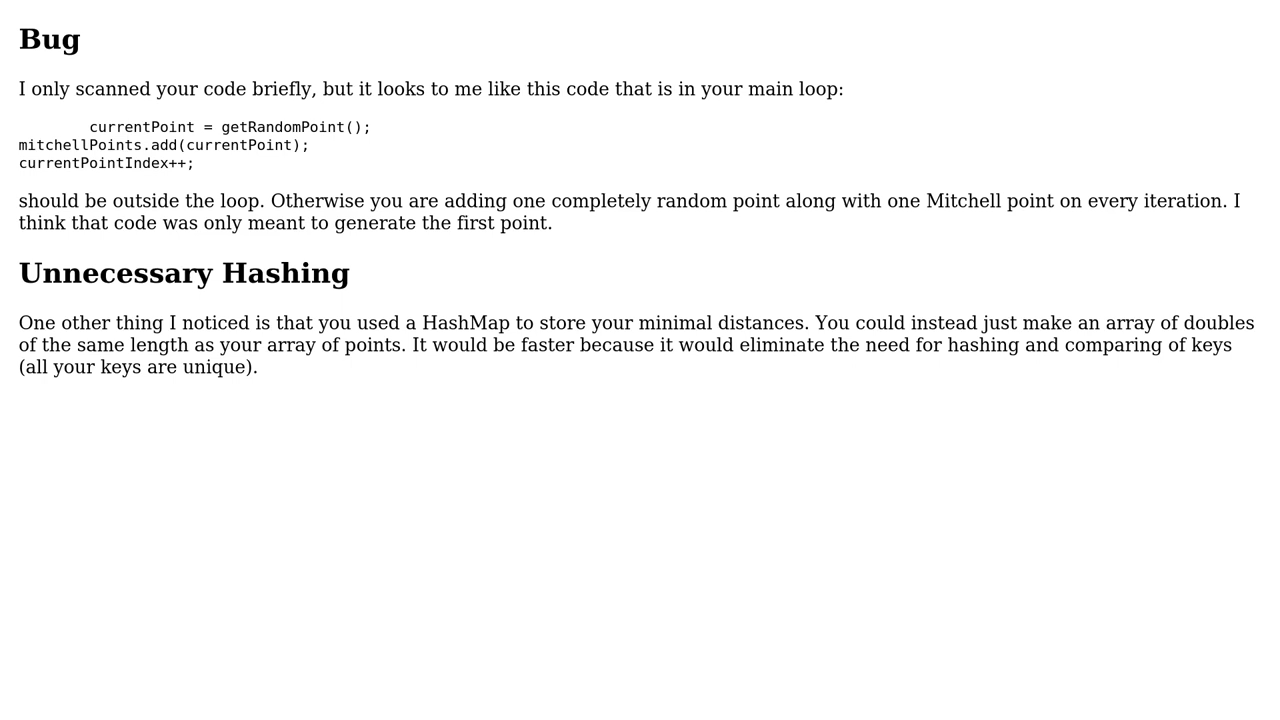 Bug
I only scanned your code briefly, but it looks to me like this code that is in your main loop:
currentPoint = getRandomPoint();
mitchellPoints.add(currentPoint);
currentPointIndex++;
should be outside the loop. Otherwise you are adding one completely random point along with one Mitchell point on every iteration. I
think that code was only meant to generate the first point.
Unnecessary Hashing
One other thing I noticed is that you used a HashMap to store your minimal distances. You could instead just make an array of doubles
of the same length as your array of points. It would be faster because it would eliminate the need for hashing and comparing of keys
(all your keys are unique).